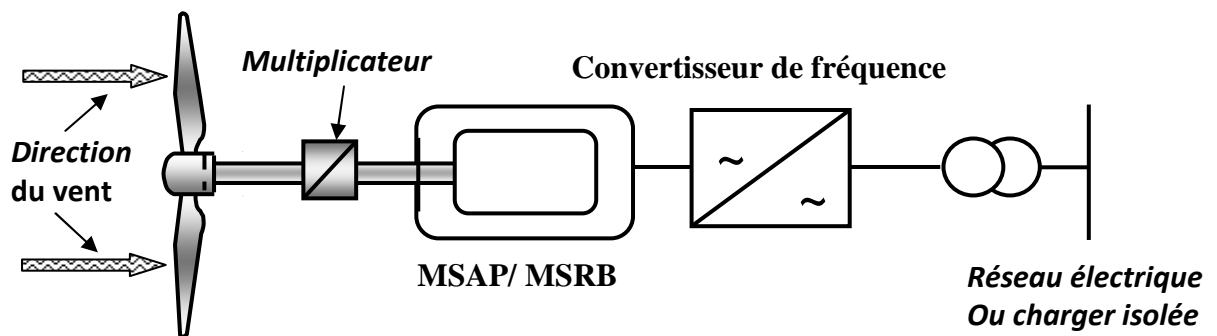 Multiplicateur
Convertisseur de fréquence
Direction
du vent
~
~
MSAP/ MSRB
Réseau électrique
Ou charger isolée